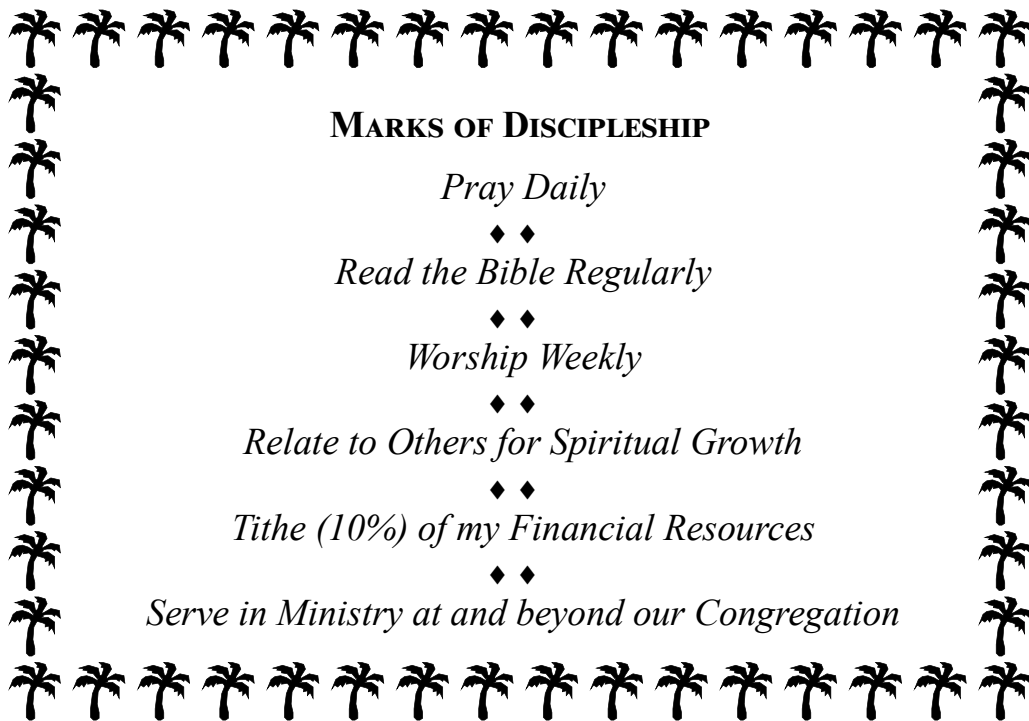 Marks of Discipleship
Pray Daily
♦ ♦
Read the Bible Regularly
♦ ♦
Worship Weekly
♦ ♦
Relate to Others for Spiritual Growth
♦ ♦
Tithe (10%) of my Financial Resources
♦ ♦
Serve in Ministry at and beyond our Congregation